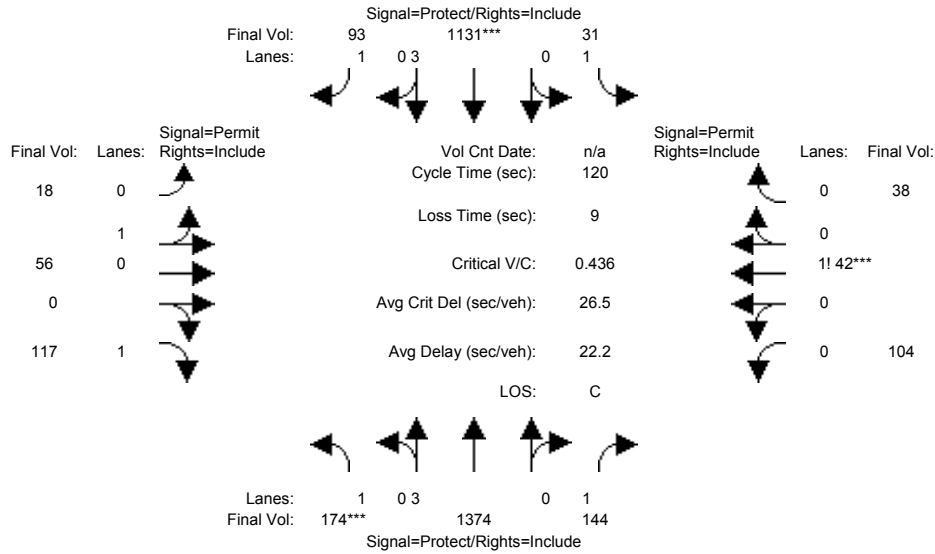 Signal=Protect/Rights=Include
Final Vol: 93 1131*** 31
Lanes: 1 0 3 0 1
Signal=Permit Signal=Permit
Final Vol: Lanes: Rights=Include Vol Cnt Date: n/a Rights=Include Lanes: Final Vol:
Cycle Time (sec): 120
18 0 0 38
Loss Time (sec): 9
1 0
56 0 Critical V/C: 0.436 1! 42***
0 Avg Crit Del (sec/veh): 26.5 0
117 1 Avg Delay (sec/veh): 22.2 0 104
LOS: C
Lanes: 1 0 3 0 1
Final Vol: 174*** 1374 144
Signal=Protect/Rights=Include